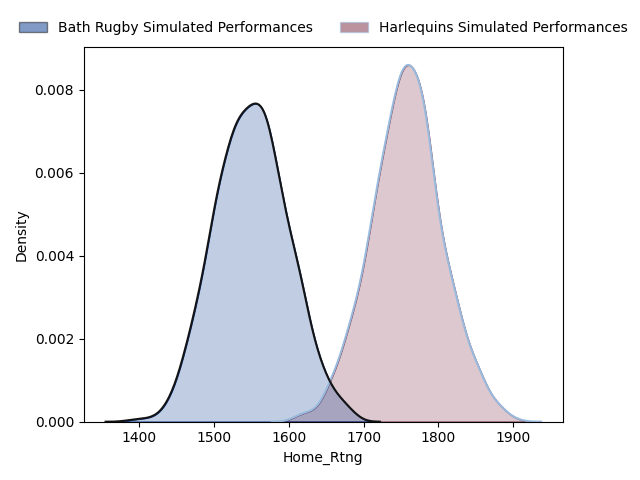 Bath Rugby Simulated Performances
Harlequins Simulated Performances
0.008
0.006
0.004
0.002
0.000
Density
1400 1500 1600 1700 1800 1900
Home_Rtng